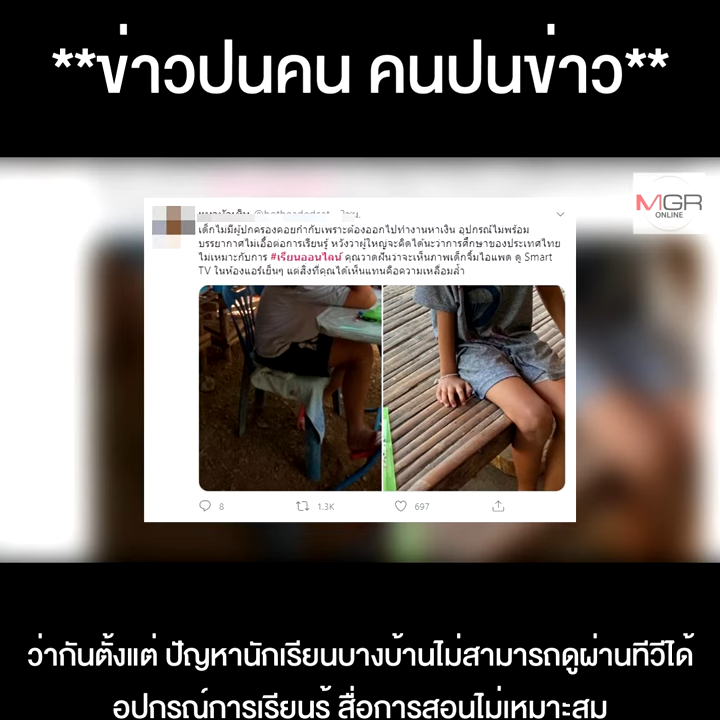 **ข่าวปนคน คนปนข่าว**
MGR
ONLINE
เด็กไม่มีผู้ปกครองคอยกำกับเพราะต้องออกไปทำงานหาเงิน อุปกรณ์ไม่พร้อม
บรรยากาศไม่เอื้อต่อการเรียนรู้ หวังว่าผู้ใหญ่จะคิดได้นะว่าการศึกษาของประเทศไทย
ไม่เหมาะกับการ #เรียนออนไลน์ คุณวาดฝันว่าจะเห็นภาพเด็กจิ้มไอแพด ดู Smart
TV ในห้องแอร์เย็นๆ แต่สิ่งที่คุณได้เห็นแทนคือความเหลื่อมล้ำ
8 1.3K 697
ว่ากันตั้งแต่ ปัญหานักเรียนบางบ้านไม่สามารถดูผ่านทีวีได้
อุปกรณ์การเรียนรู้ สื่อการสอนไม่เหมาะสม